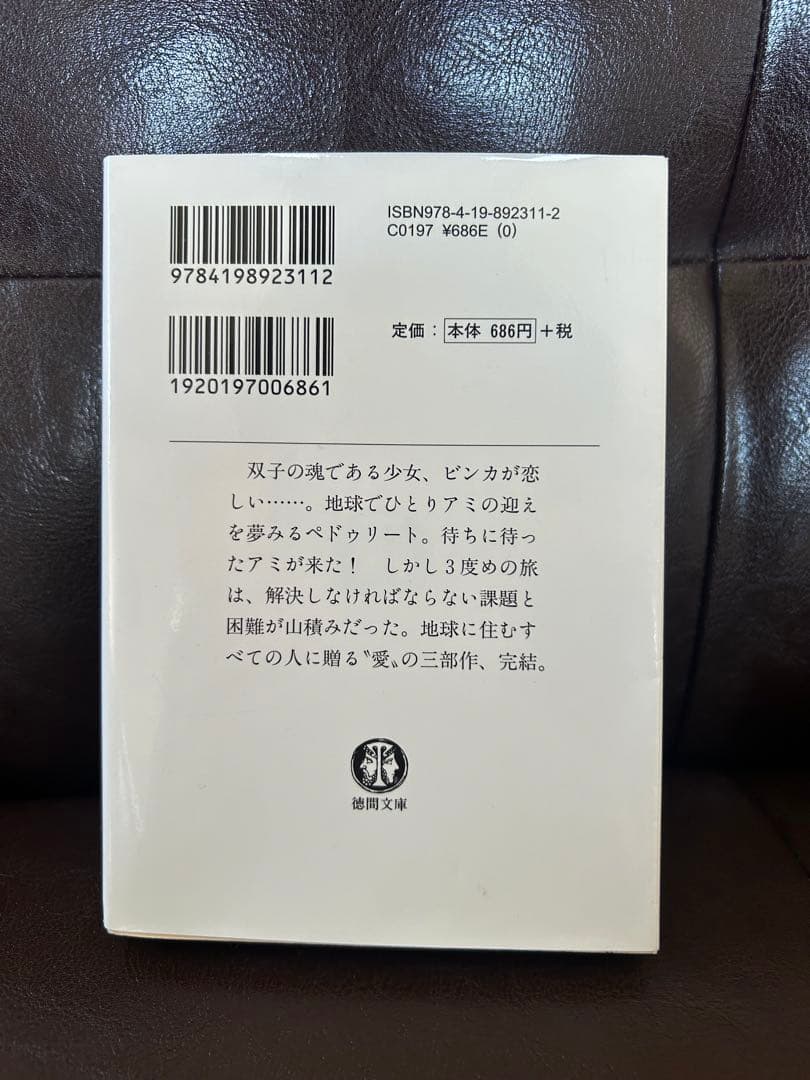 ISBN978-4-19-892311-2
C0197 ¥686E (0)
9784198923112
定価：本体 686円+税
1920197006861
双子の魂である少女、ビンカが恋
しい……。地球でひとりアミの迎え
を夢みるペドゥリート。待ちに待っ
たアミが来た！ しかし３度めの旅
は、解決しなければならない課題と
困難が山積みだった。地球に住むす
べての人に贈る〝愛〟の三部作、完結。
徳間文庫